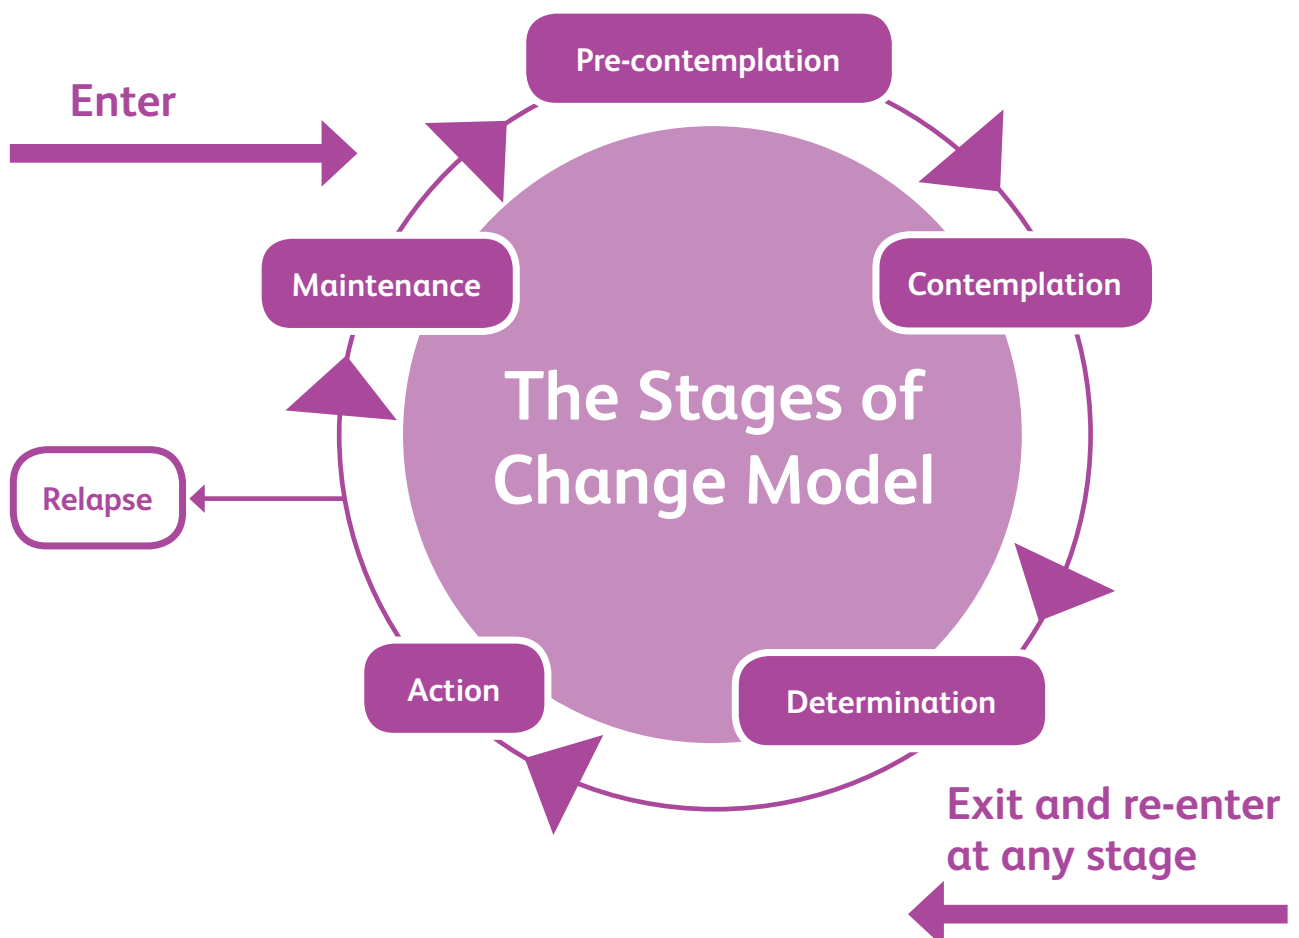 Pre-contemplation
Enter
Maintenance
Contemplation
The Stages of
Change Model
Relapse
Action
Determination
Exit and re-enter
at any stage